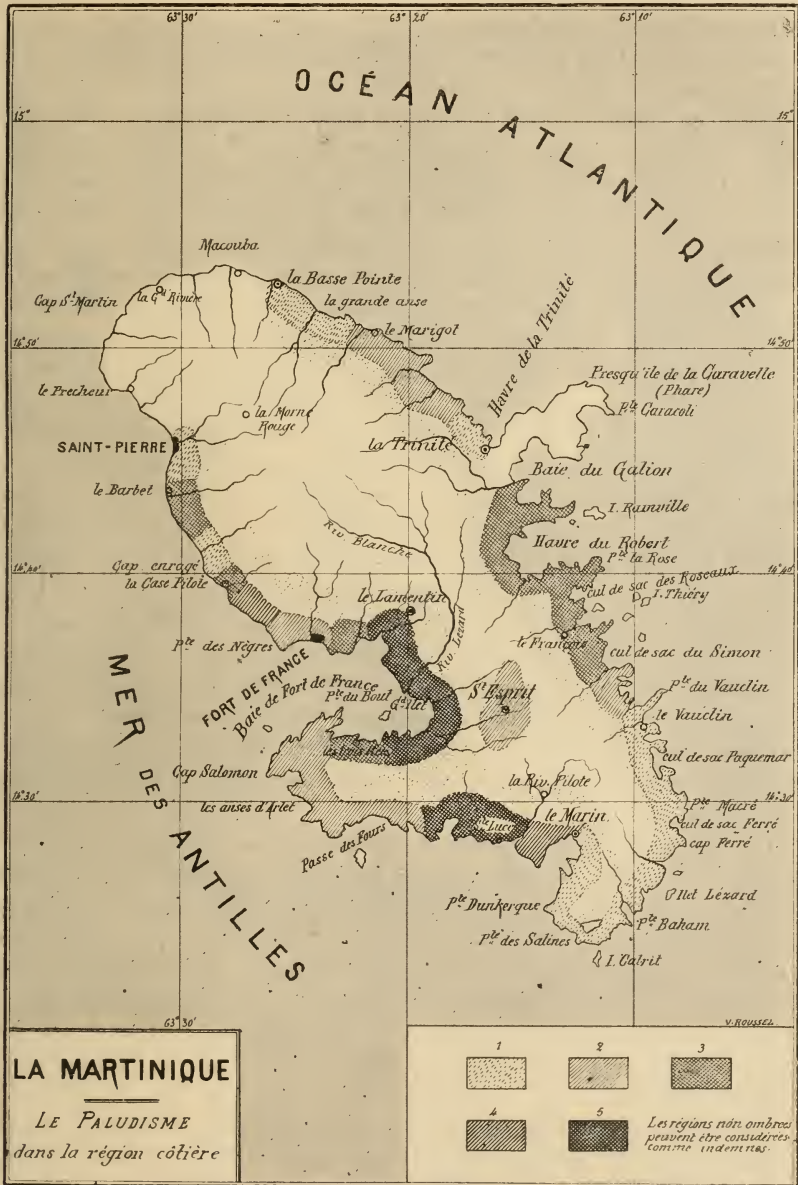 63° 30'
63° 20'
63° 10'
OCÉAN ATLANTIQUE
15°
15°
Macouba
la Basse Pointe
Cap St Martin
la Gde Rivière
la grande anse
le Marigot
14° 50'
14° 50'
Havre de la Trinité
le Precheur
Presqu'ile de la Caravelle
(Phare)
Pte Caracoli
la Morne
Rouge
SAINT-PIERRE
la Trinité
Baie du Galion
le Barbet
I. Ramville
Riv. Blanche
Havre du Robert
Pte la Rose
Cap enragé
14° 40'
14° 40'
la Case Pilote
cul de sac des Roseaux
I. Thiéry
le Lamentin
Riv. Lézard
le François
cul de sac du Simon
Pte des Nègres
FORT DE FRANCE
Baie de Fort de France
Pte du Bout
Gd Ilet
St Esprit
Pte du Vauclin
le Vauclin
cul de sac Paquemar
Cap Salomon
la Riv. Pilote
14° 30'
14° 30'
les anses d'Arlet
le Marin
Pte Macré
cul de sac Ferré
cap Ferré
Ste Luce
Passe des Fours
MER DES ANTILLES
Pte Dunkerque
Ilet Lézard
Pte Baham
Pte des Salines
I. Cabrit
63° 30'
V. ROUSSEL
LA MARTINIQUE
LE PALUDISME
dans la région côtière
1
2
3
4
5
Les régions non ombrées
peuvent être considérées
comme indemnes.